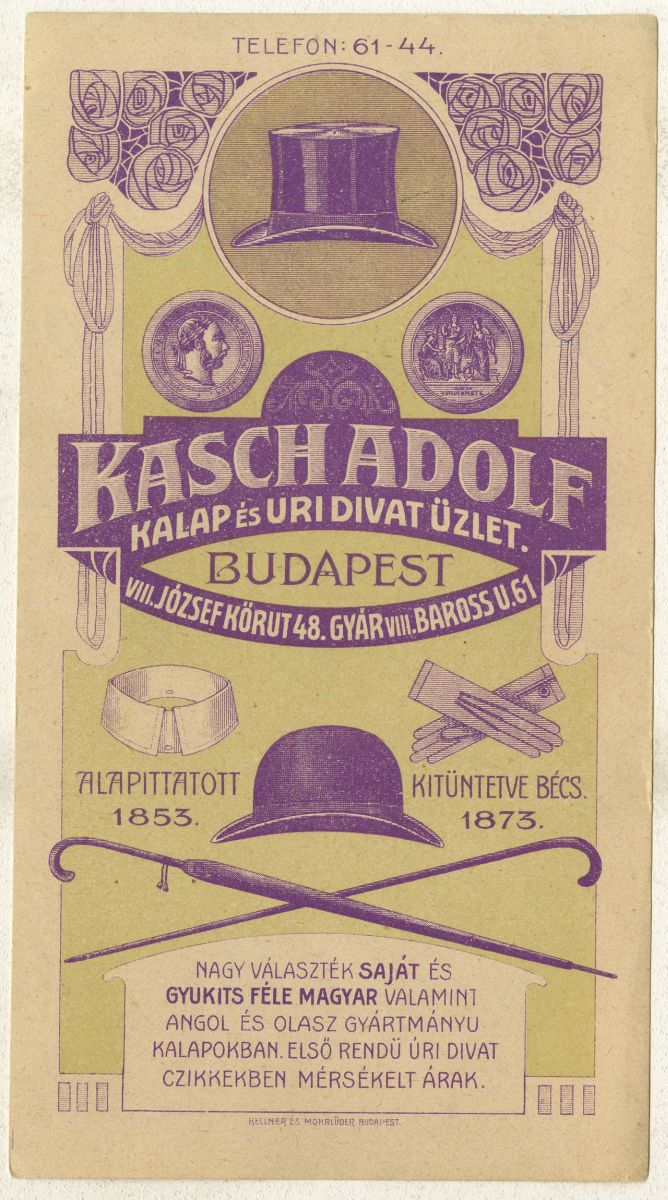 TELEFON: 61-44.
KASCH ADOLF
KALAP ÉS URI DIVAT ÜZLET.
BUDAPEST
VIII. JÓZSEF KÖRUT 48. GYÁR VIII. BAROSS U. 61
ALAPITTATOTT
1853.
KITÜNTETVE BÉCS.
1873.
NAGY VÁLASZTÉK SAJÁT ÉS
GYUKITS FÉLE MAGYAR VALAMINT
ANGOL ÉS OLASZ GYÁRTMÁNYU
KALAPOKBAN. ELSŐ RENDÜ ÚRI DIVAT
CZIKKEKBEN MÉRSÉKELT ÁRAK.
KELLNER ÉS MOHRLÜDER BUDAPEST.